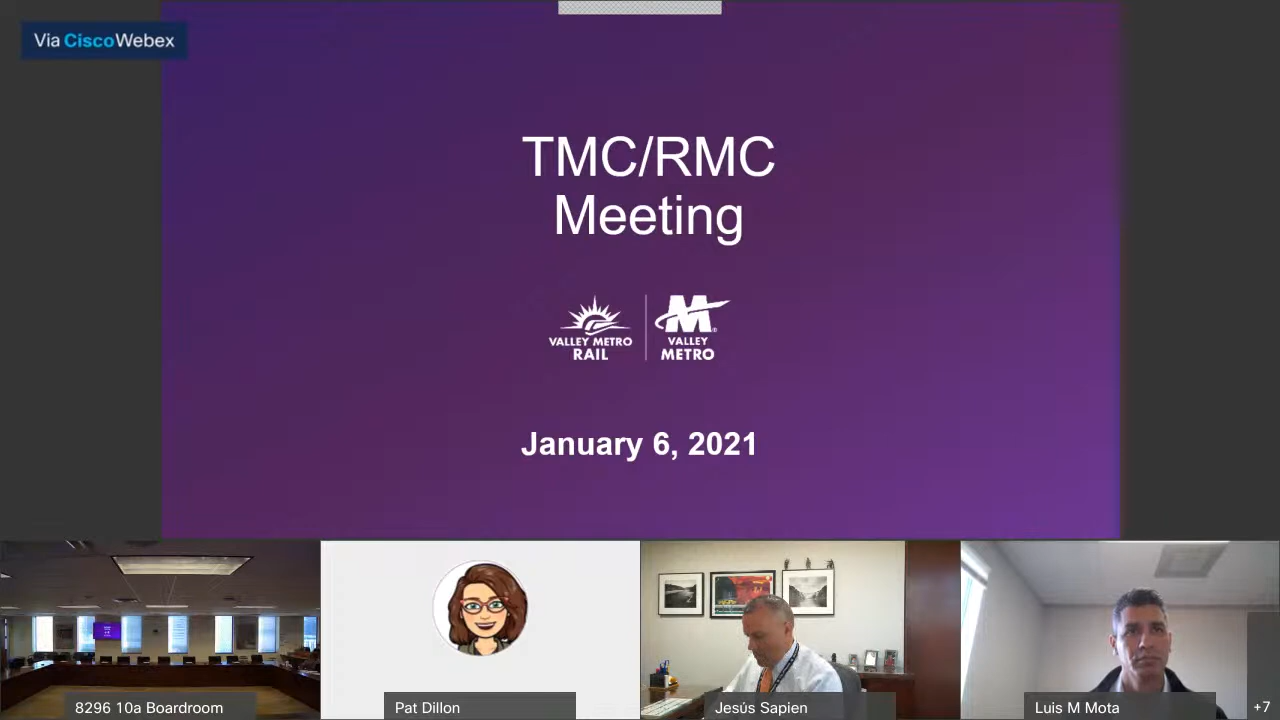 Via CiscoWebex
TMC/RMC
Meeting
VALLEY METRO
RAIL
VALLEY
METRO
January 6, 2021
8296 10a Boardroom
Pat Dillon
Jesús Sapien
Luis M Mota
+7